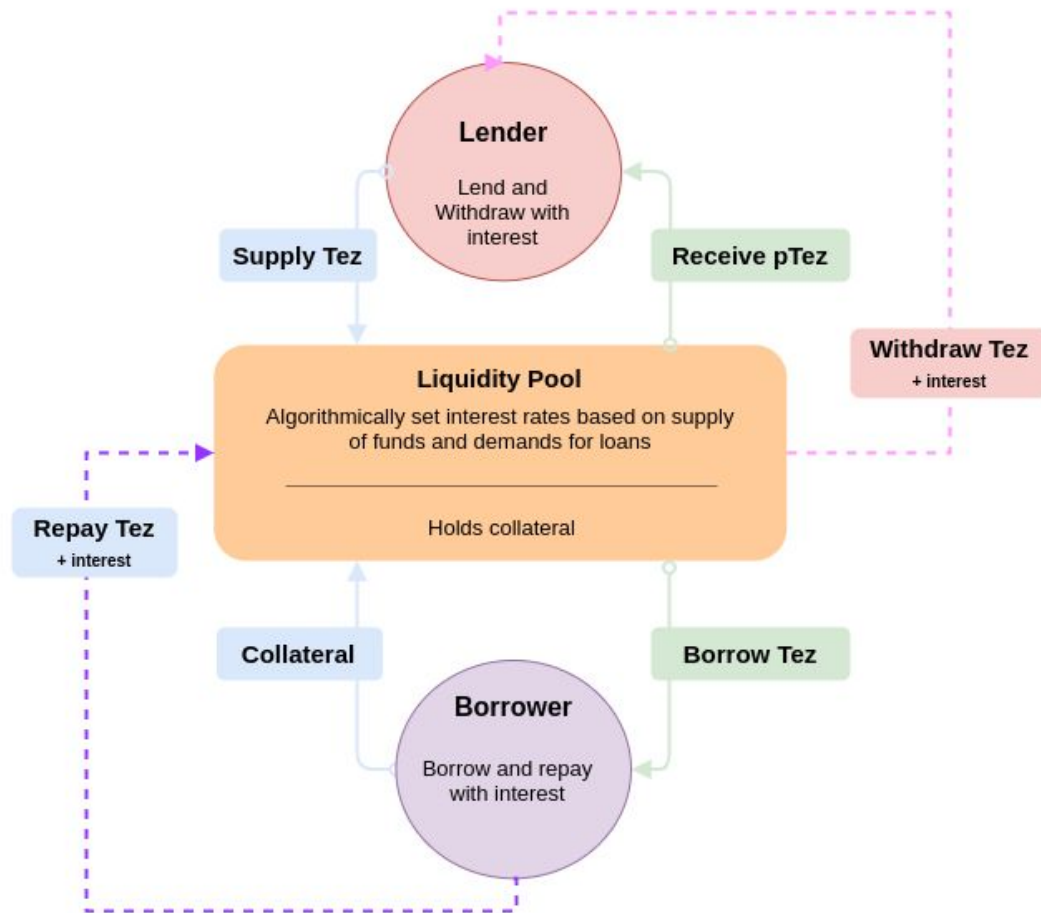 Lender
Lend and
Withdraw with
interest
Supply Tez
Receive pTez
Withdraw Tez
+ interest
Liquidity Pool
Algorithmically set interest rates based on supply
of funds and demands for loans
Holds collateral
Repay Tez
+ interest
Collateral
Borrow Tez
Borrower
Borrow and repay
with interest